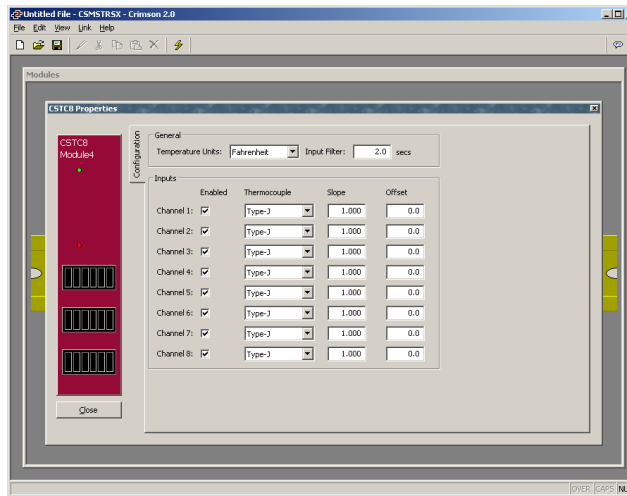 Untitled File - CSMSTRSX - Crimson 2.0
File Edit View Link Help
Modules
CSTC8 Properties
CSTC8
Module4
Configuration
General
Temperature Units: Fahrenheit Input Filter: 2.0 secs
Inputs
Enabled Thermocouple Slope Offset
Channel 1: Type-J 1.000 0.0
Channel 2: Type-J 1.000 0.0
Channel 3: Type-J 1.000 0.0
Channel 4: Type-J 1.000 0.0
Channel 5: Type-J 1.000 0.0
Channel 6: Type-J 1.000 0.0
Channel 7: Type-J 1.000 0.0
Channel 8: Type-J 1.000 0.0
Close
OVER CAPS NU